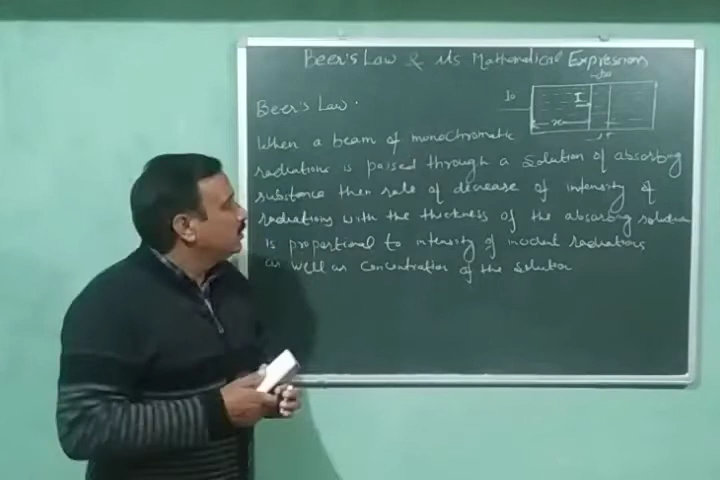 Beer's Law & its Mathematical Expressions
Beer's Law.
I0
I
x
When a beam of monochromatic
radiations is passed through a solution of absorbing
substance then rate of decrease of intensity of
radiations with the thickness of the absorbing solution
is proportional to intensity of incident radiations
as well as concentration of the solution